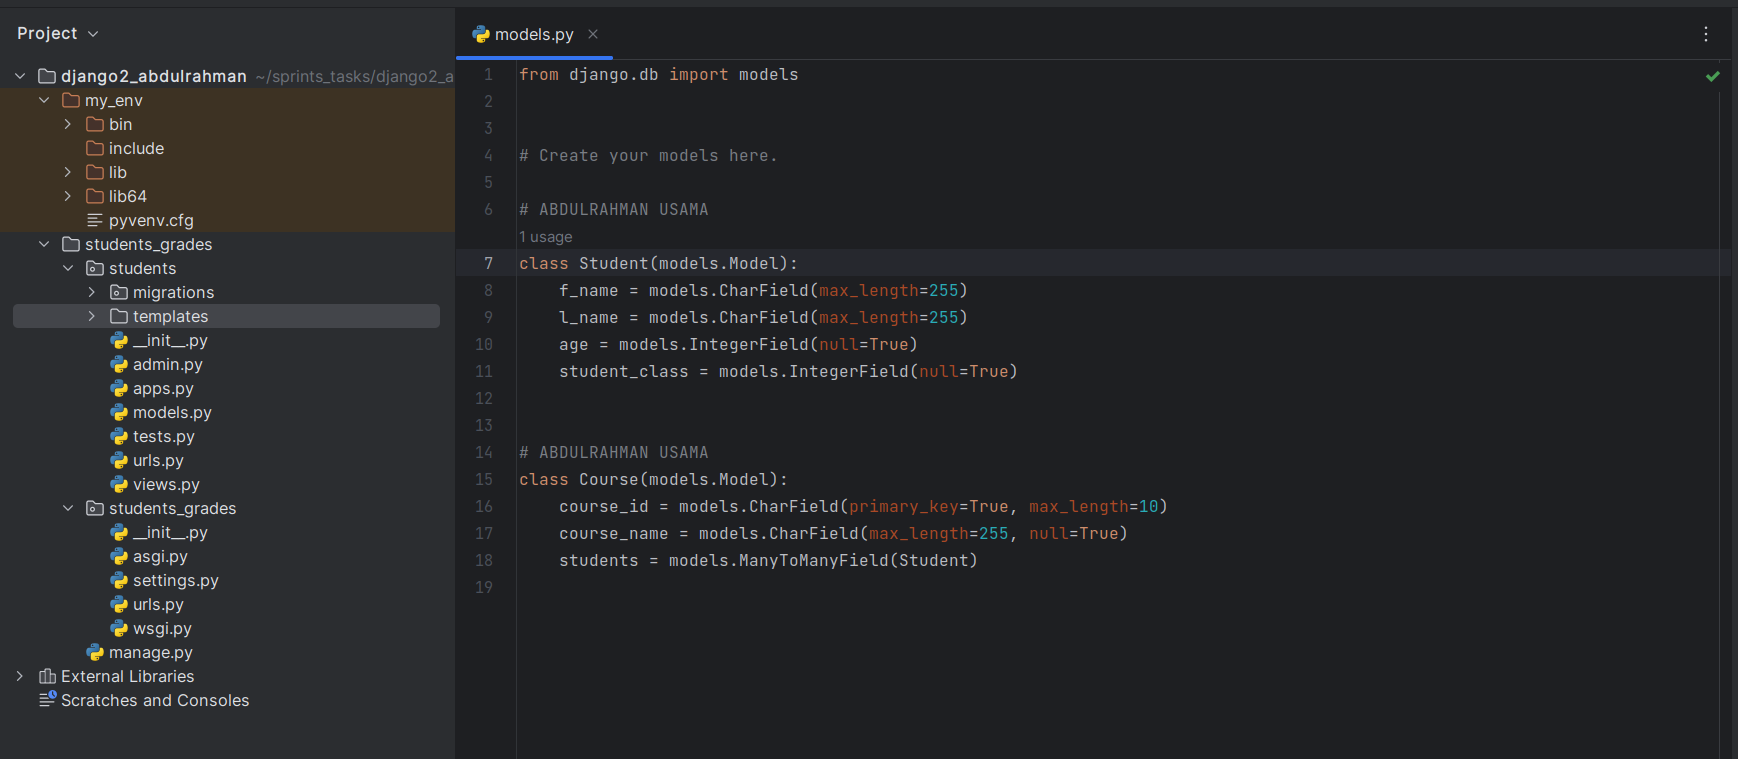 Project
django2_abdulrahman ~/sprints_tasks/django2_a
my_env
bin
include
lib
lib64
pyvenv.cfg
students_grades
students
migrations
templates
__init__.py
admin.py
apps.py
models.py
tests.py
urls.py
views.py
students_grades
__init__.py
asgi.py
settings.py
urls.py
wsgi.py
manage.py
External Libraries
Scratches and Consoles
models.py
1 from django.db import models
2
3
4 # Create your models here.
5
6 # ABDULRAHMAN USAMA
1 usage
7 class Student(models.Model):
8     f_name = models.CharField(max_length=255)
9     l_name = models.CharField(max_length=255)
10     age = models.IntegerField(null=True)
11     student_class = models.IntegerField(null=True)
12
13
14 # ABDULRAHMAN USAMA
15 class Course(models.Model):
16     course_id = models.CharField(primary_key=True, max_length=10)
17     course_name = models.CharField(max_length=255, null=True)
18     students = models.ManyToManyField(Student)
19